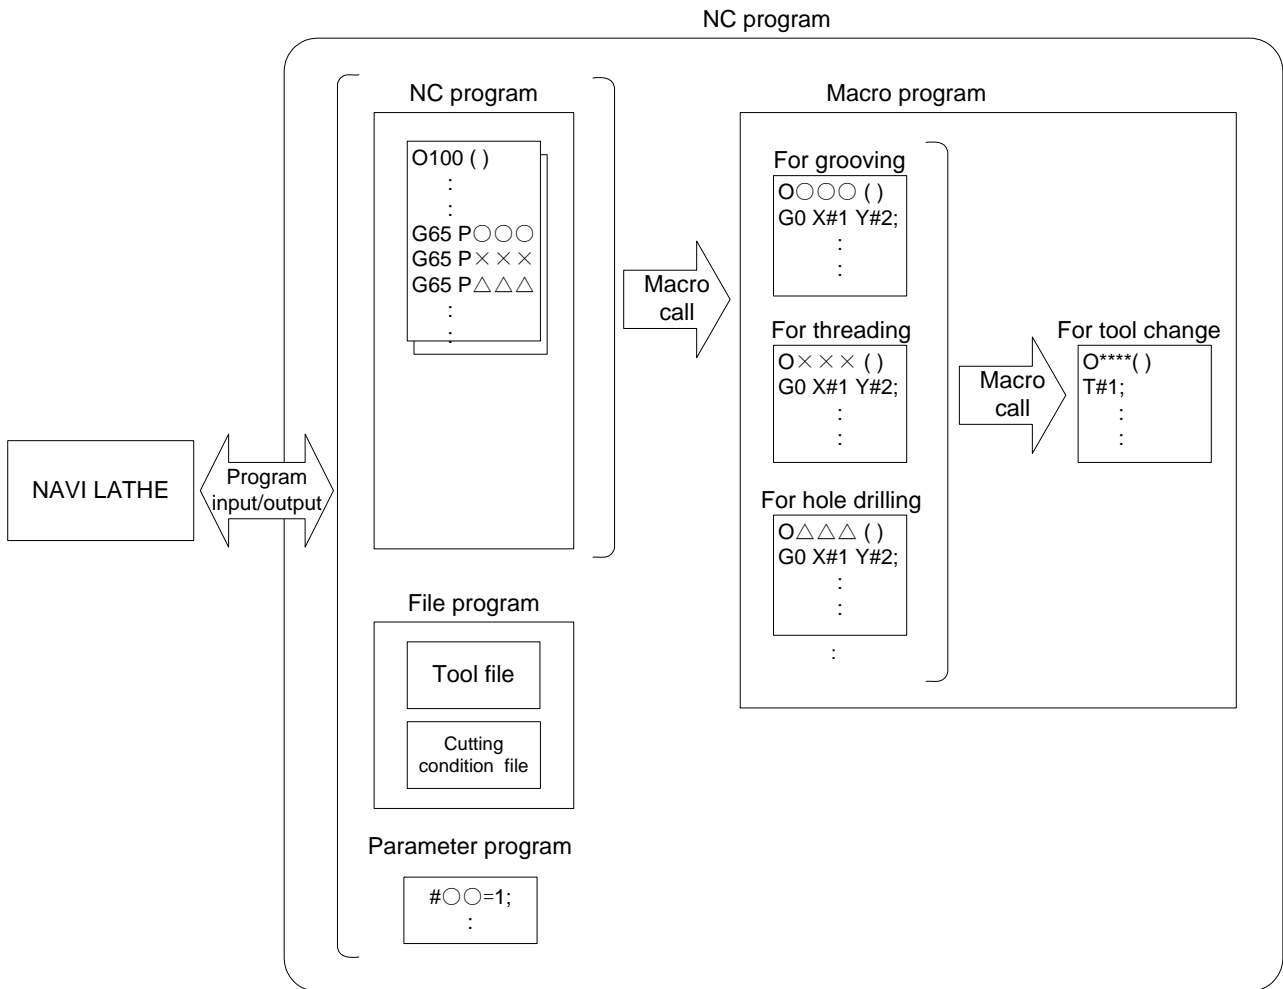 NC program
NC program
O100 ( )
:
:
G65 P○○○
G65 P×××
G65 P△△△
:
:
Macro
call
Macro program
For grooving
O○○○ ( )
G0 X#1 Y#2;
:
:
For threading
O××× ( )
G0 X#1 Y#2;
:
:
For hole drilling
O△△△ ( )
G0 X#1 Y#2;
:
:
:
Macro
call
For tool change
O****( )
T#1;
:
:
NAVI LATHE
Program
input/output
File program
Tool file
Cutting
condition file
Parameter program
#○○=1;
: